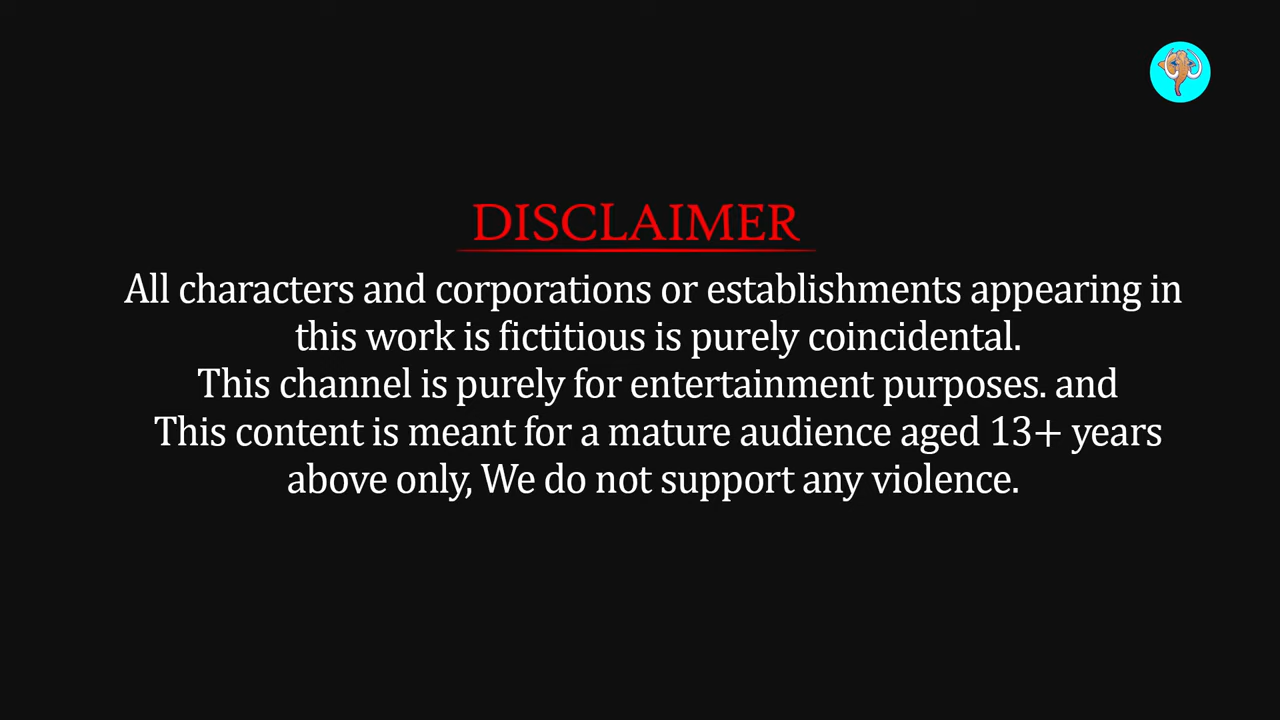 DISCLAIMER
All characters and corporations or establishments appearing in
this work is fictitious is purely coincidental.
This channel is purely for entertainment purposes. and
This content is meant for a mature audience aged 13+ years
above only, We do not support any violence.